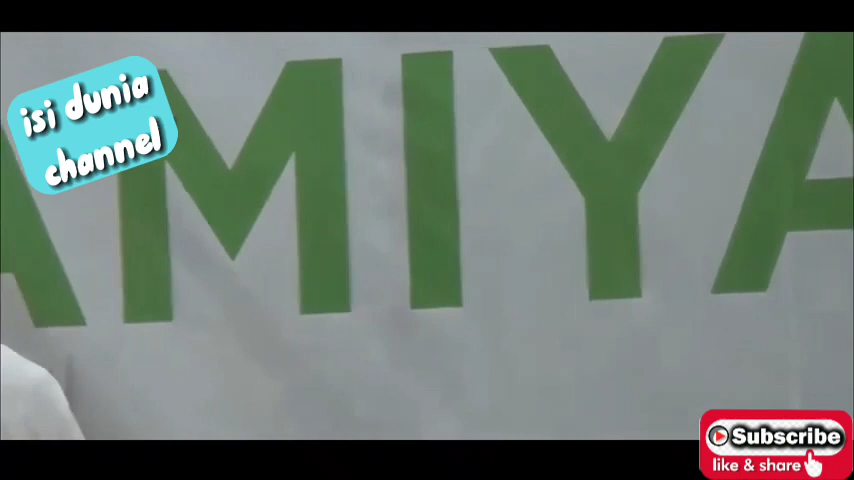 isi dunia
channel
AMIYA
Subscribe
like & share